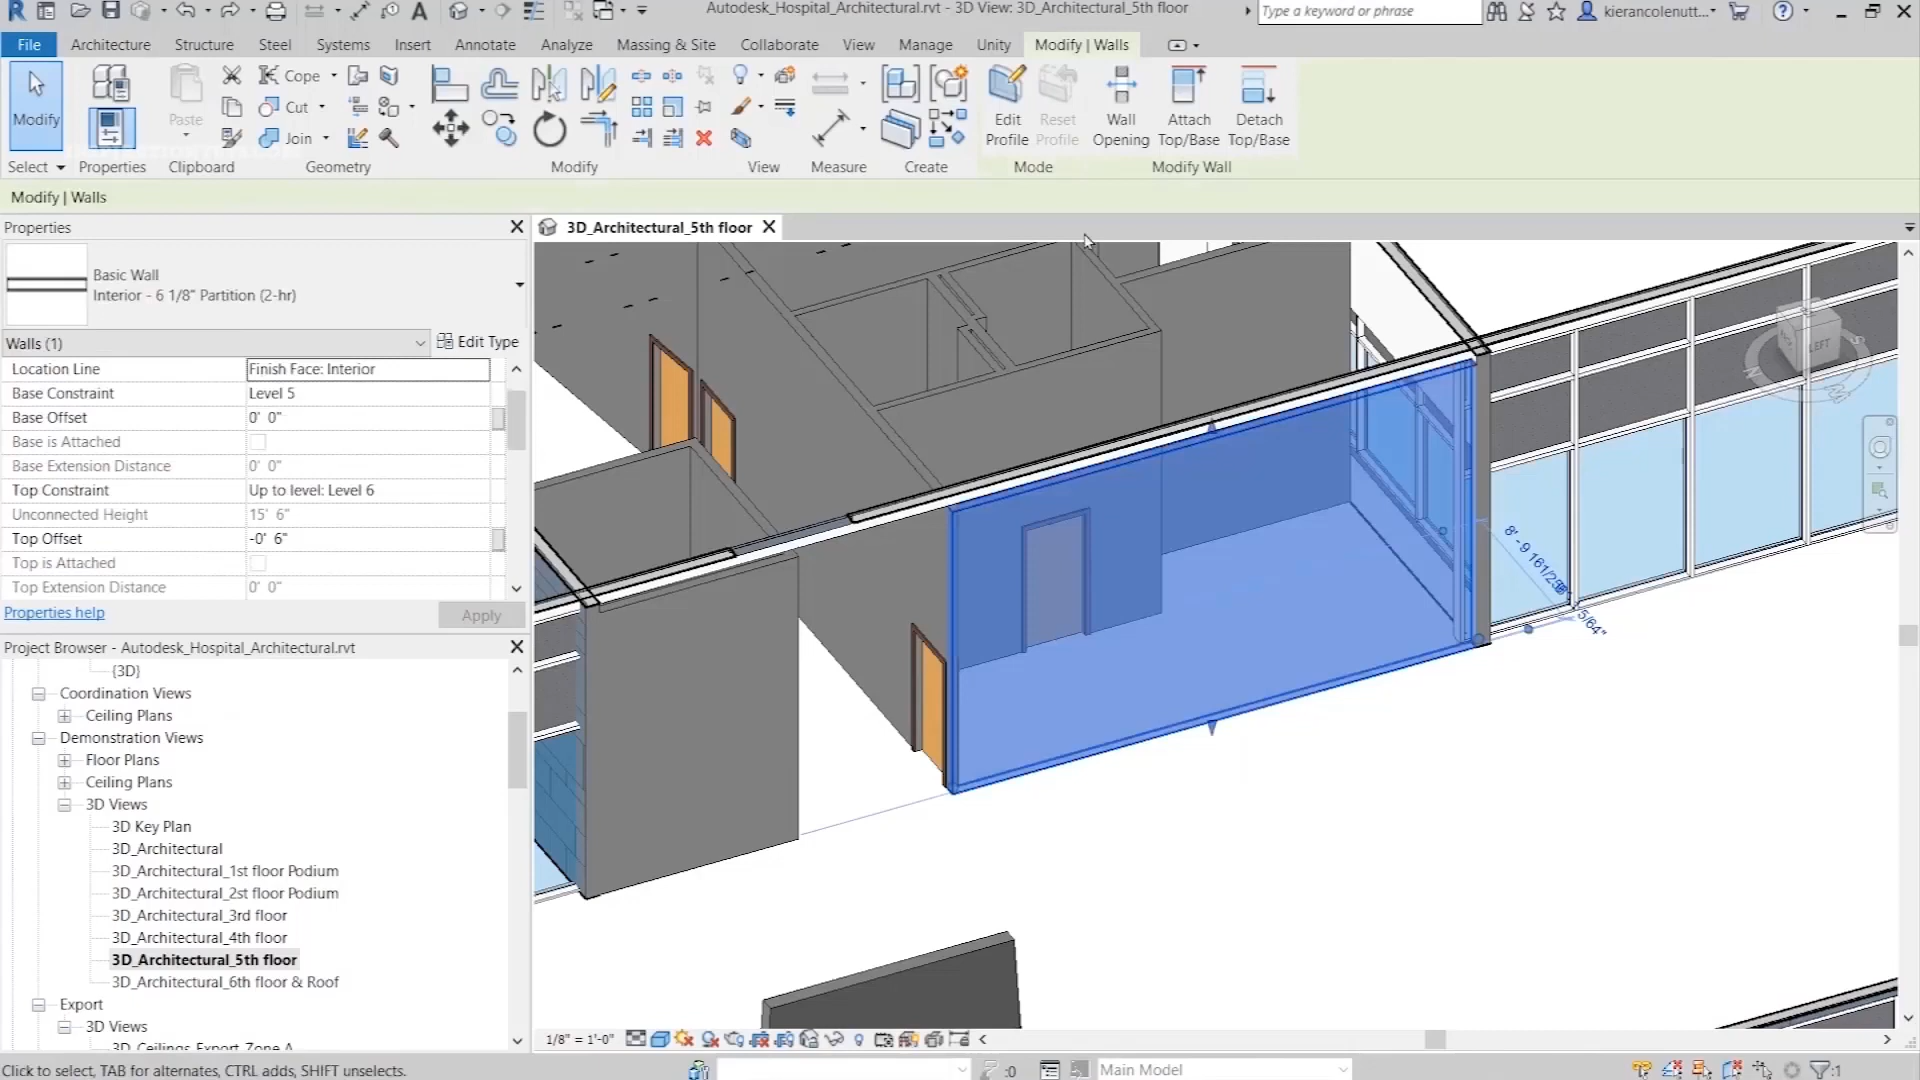 Autodesk_Hospital_Architectural.rvt - 3D View: 3D_Architectural_5th floor
Type a keyword or phrase
kierancolenutt...
File Architecture Structure Steel Systems Insert Annotate Analyze Massing & Site Collaborate View Manage Unity Modify | Walls
Modify
Paste
Cope
Cut
Join
Edit Profile
Reset Profile
Wall Opening
Attach Top/Base
Detach Top/Base
Select Properties Clipboard Geometry Modify View Measure Create Mode Modify Wall
Modify | Walls
Properties
3D_Architectural_5th floor
Basic Wall
Interior - 6 1/8" Partition (2-hr)
Walls (1)
Edit Type
Location Line Finish Face: Interior
Base Constraint Level 5
Base Offset 0' 0"
Base is Attached
Base Extension Distance 0' 0"
Top Constraint Up to level: Level 6
Unconnected Height 15' 6"
Top Offset -0' 6"
Top is Attached
Top Extension Distance 0' 0"
Properties help
Apply
Project Browser - Autodesk_Hospital_Architectural.rvt
{3D}
Coordination Views
Ceiling Plans
Demonstration Views
Floor Plans
Ceiling Plans
3D Views
3D Key Plan
3D_Architectural
3D_Architectural_1st floor Podium
3D_Architectural_2st floor Podium
3D_Architectural_3rd floor
3D_Architectural_4th floor
3D_Architectural_5th floor
3D_Architectural_6th floor & Roof
Export
3D Views
3D_Ceilings Export_Zone A
LEFT
1/8" = 1'-0"
Click to select, TAB for alternates, CTRL adds, SHIFT unselects.
:0
Main Model
:1